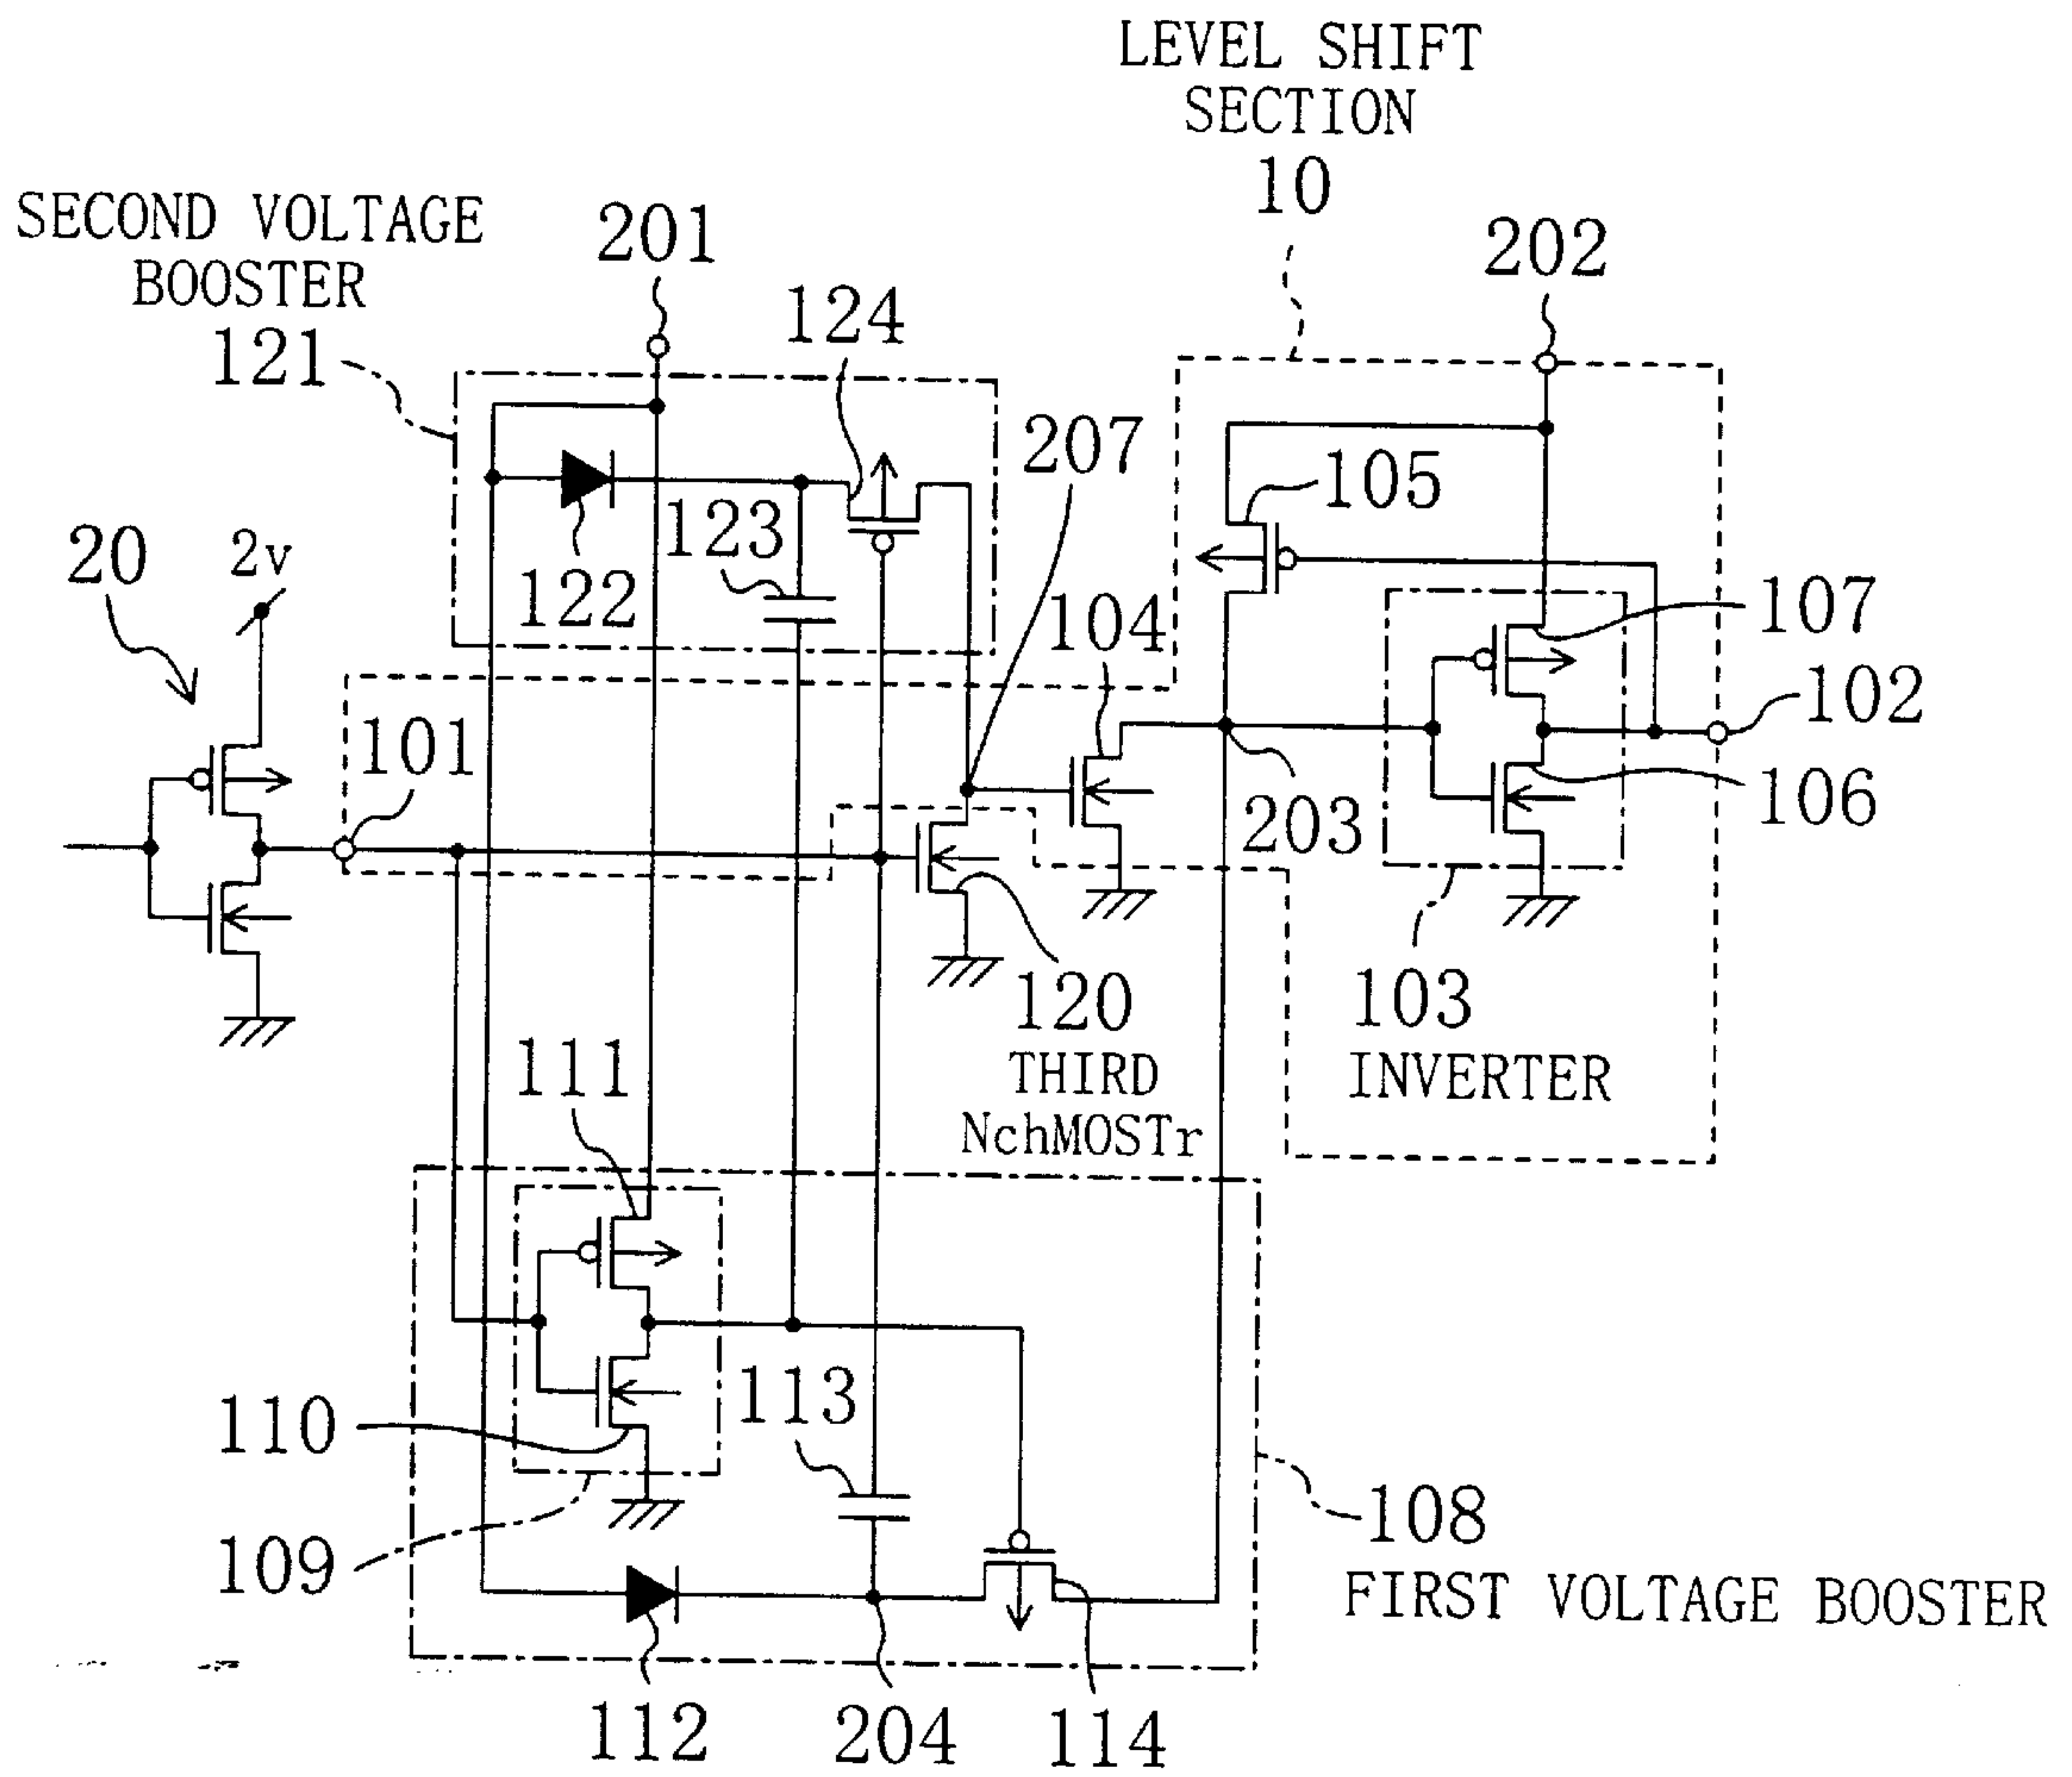 LEVEL SHIFT
SECTION
10
SECOND VOLTAGE
BOOSTER
121
201
202
124
207
105
20
2v
123
122
104
107
101
102
203
106
120
THIRD
NchMOSTr
103
INVERTER
111
110
113
109
108
FIRST VOLTAGE BOOSTER
112
204
114